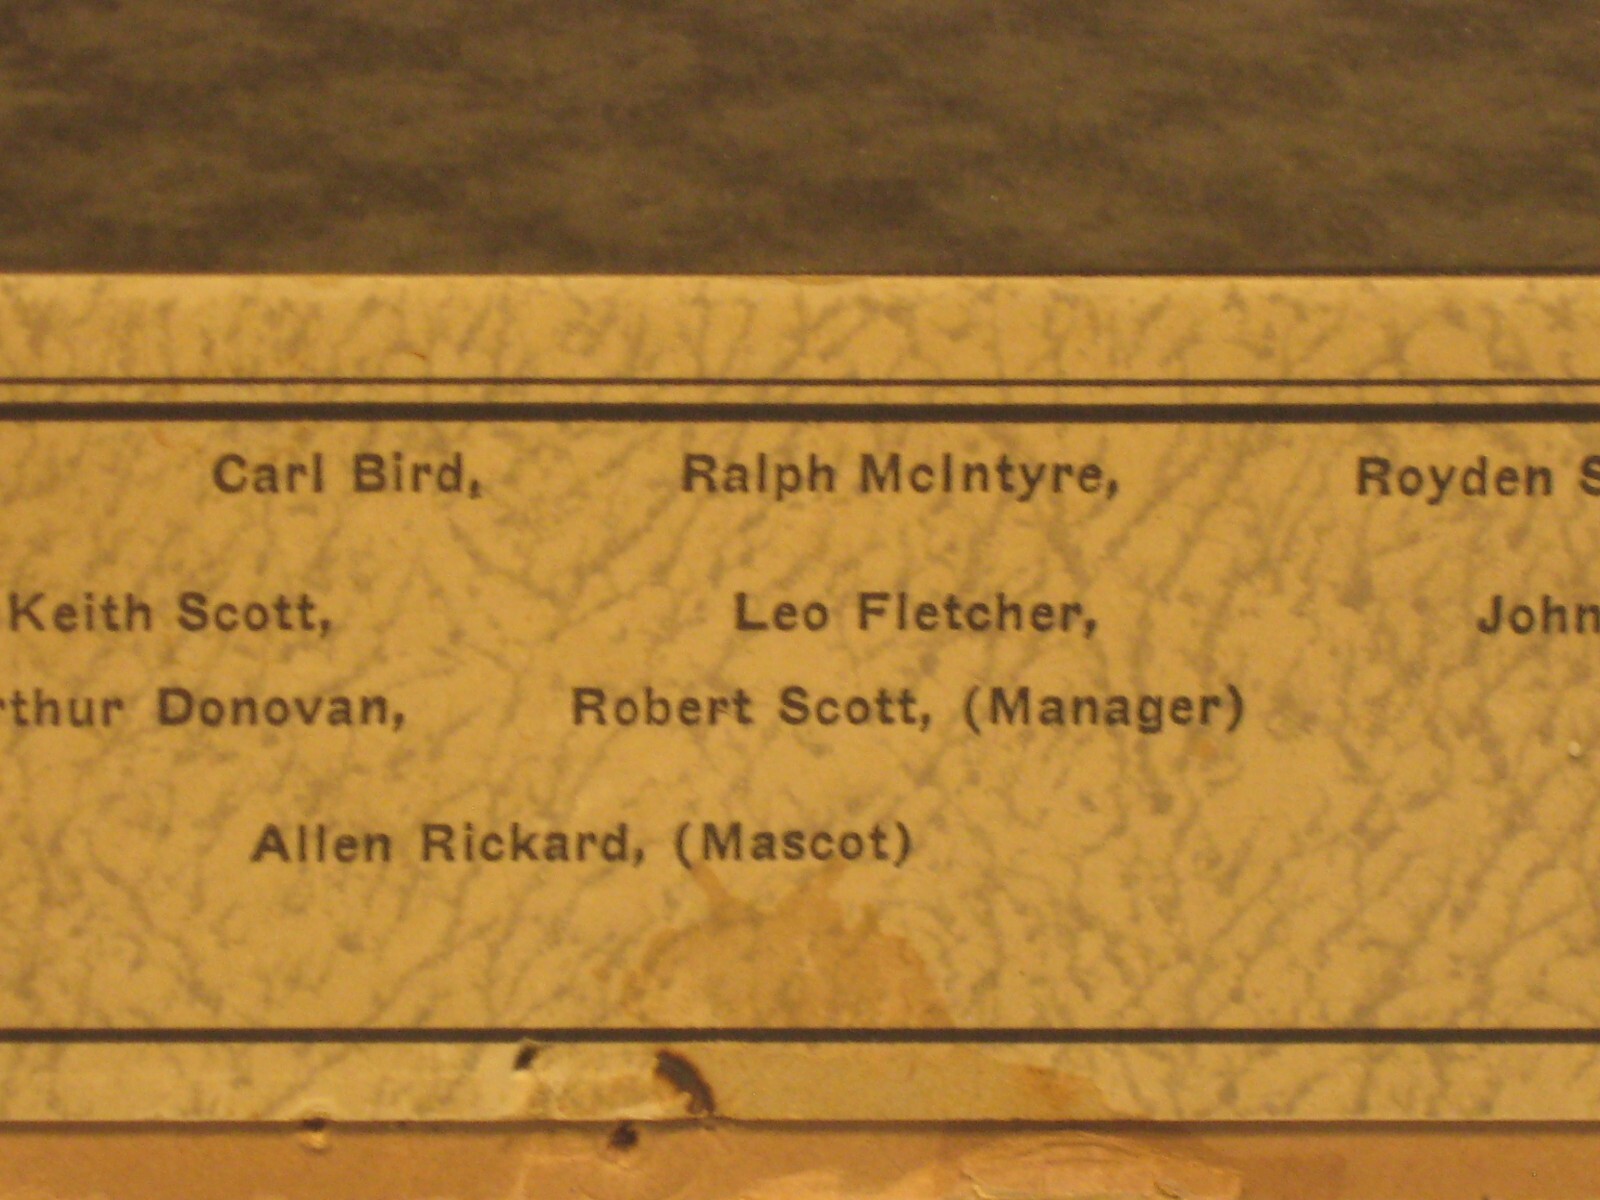 Carl Bird, Ralph McIntyre, Royden S
Keith Scott, Leo Fletcher, John
rthur Donovan, Robert Scott, (Manager)
Allen Rickard, (Mascot)